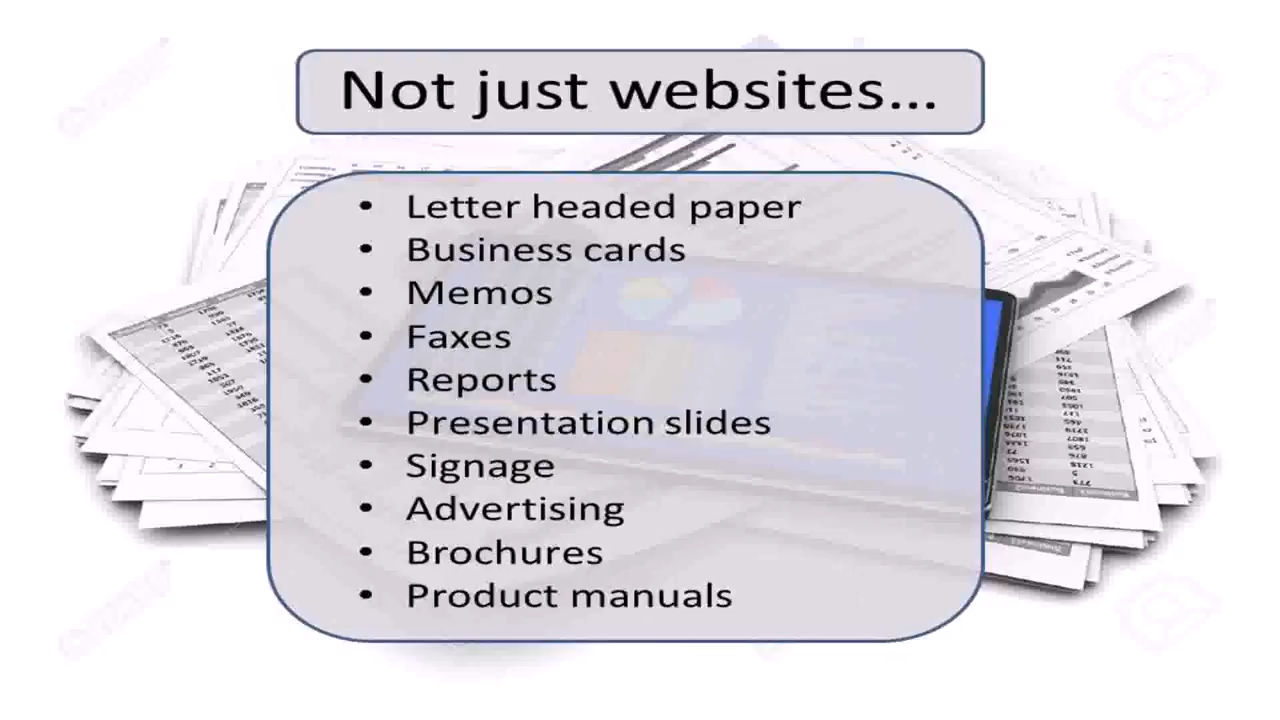 Not just websites...
• Letter headed paper
• Business cards
• Memos
• Faxes
• Reports
• Presentation slides
• Signage
• Advertising
• Brochures
• Product manuals